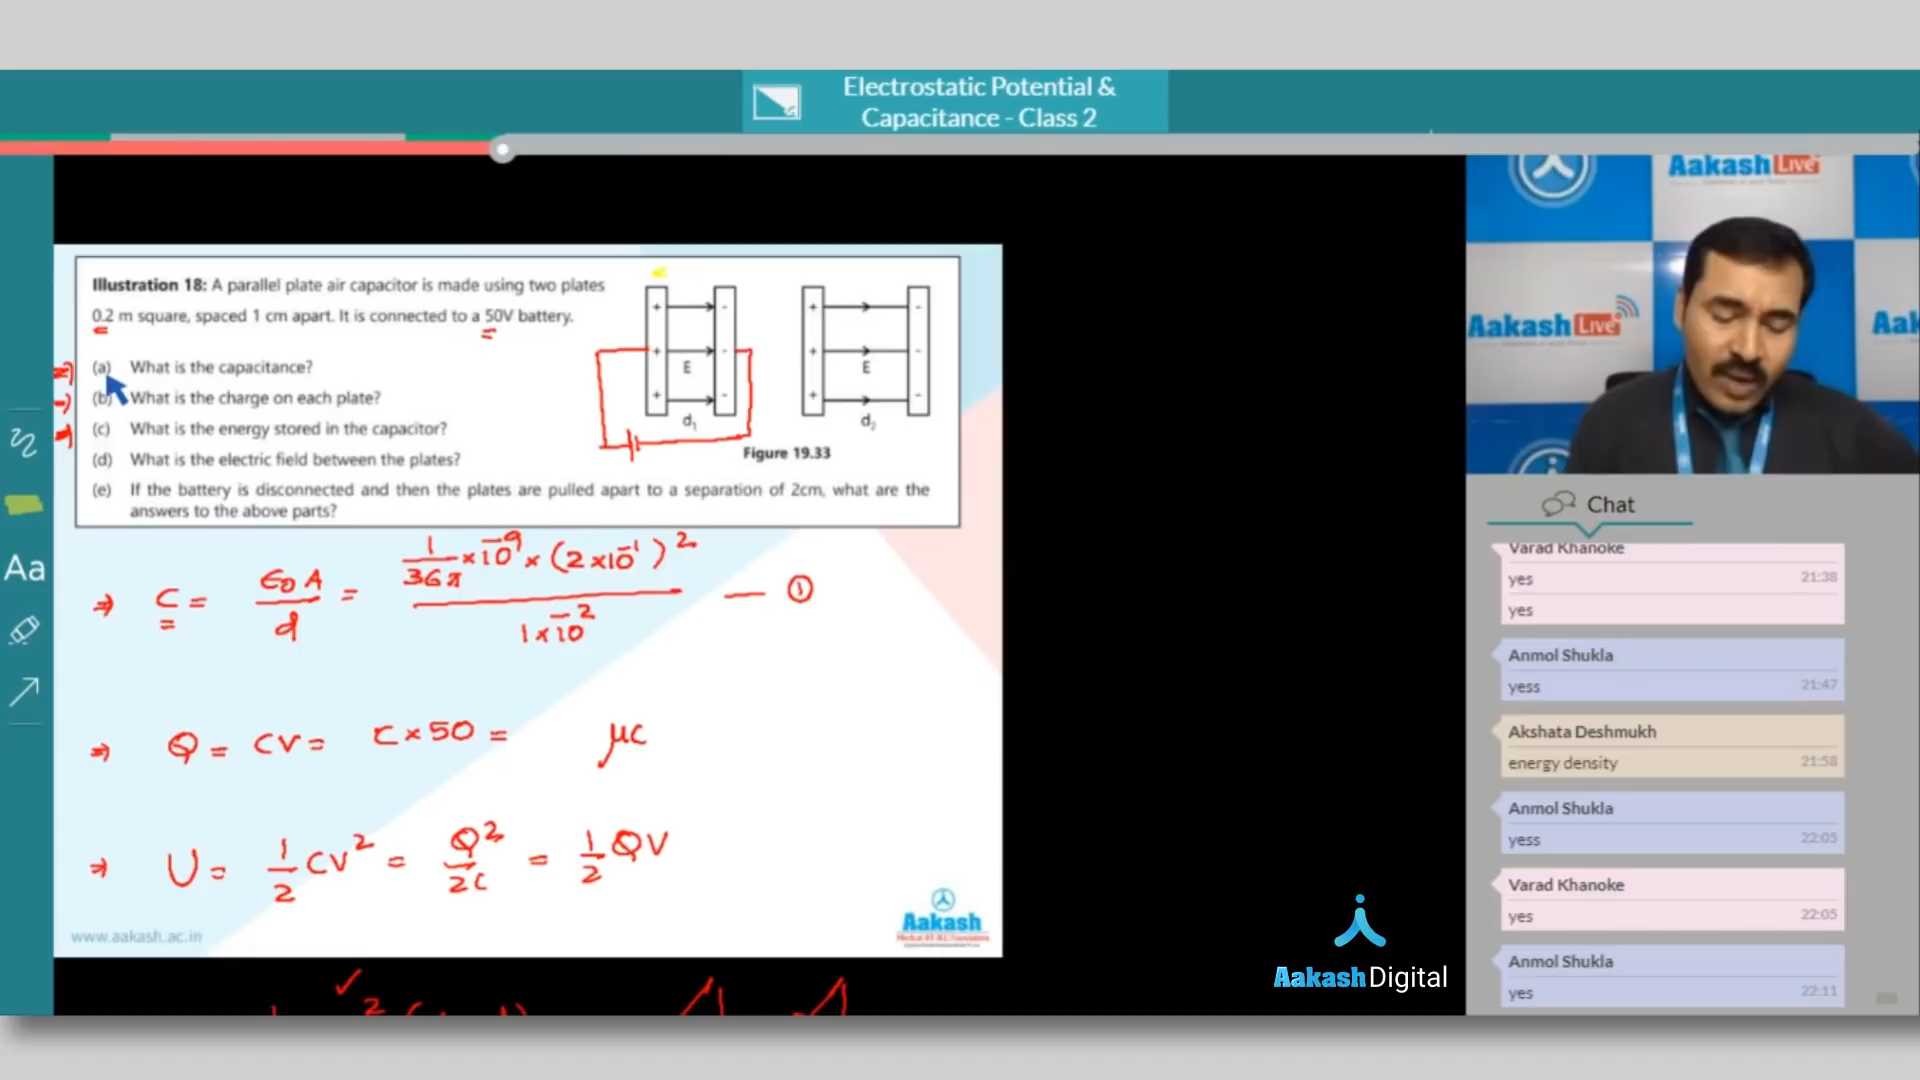 Electrostatic Potential &
Capacitance - Class 2
Aakash Live
Aakash Live
Aak
Illustration 18: A parallel plate air capacitor is made using two plates
0.2 m square, spaced 1 cm apart. It is connected to a 50V battery.
(a) What is the capacitance?
(b) What is the charge on each plate?
(c) What is the energy stored in the capacitor?
(d) What is the electric field between the plates?
(e) If the battery is disconnected and then the plates are pulled apart to a separation of 2cm, what are the
answers to the above parts?
+ - + -
+ - + -
E E
+ - + -
d₁ d₂
Figure 19.33
⇒ C = ε₀A/d = (1/36π × 10⁻⁹ × (2×10⁻¹)²)/(1×10⁻²) — ①
⇒ Q = CV = C × 50 = μC
⇒ U = 1/2 CV² = Q²/2C = 1/2 QV
www.aakash.ac.in
Aakash
Aa
Chat
Varad Khanoke
yes 21:38
yes
Anmol Shukla
yess 21:47
Akshata Deshmukh
energy density 21:58
Anmol Shukla
yess 22:05
Varad Khanoke
yes 22:05
Anmol Shukla
yes 22:11
Aakash Digital